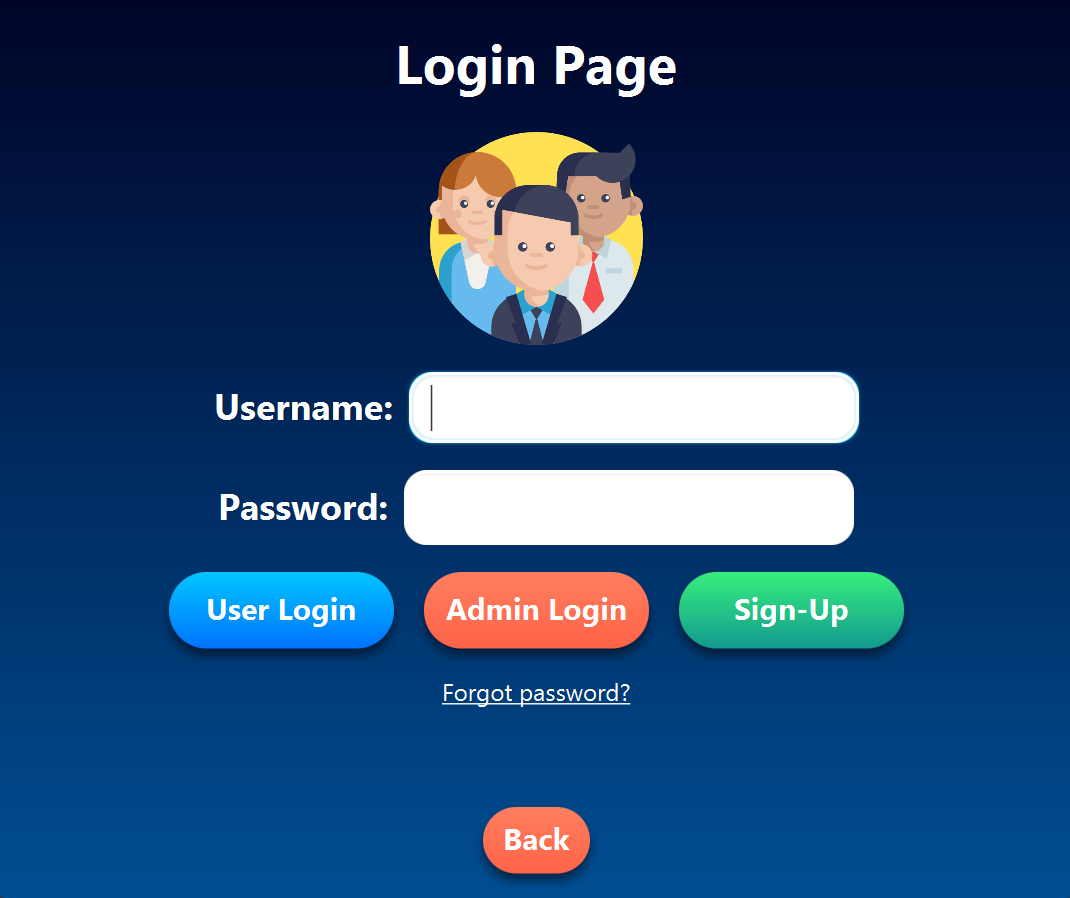 Login Page
Username:
Password:
User Login Admin Login Sign-Up
Forgot password?
Back